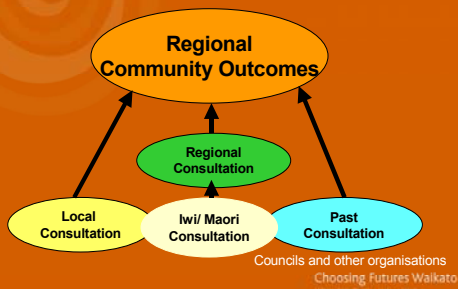 Regional
Community Outcomes
Regional
Consultation
Local
Consultation
Iwi/ Maori
Consultation
Past
Consultation
Councils and other organisations
Choosing Futures Waikato